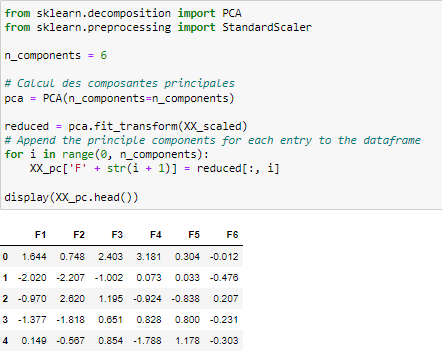 from sklearn.decomposition import PCA
from sklearn.preprocessing import StandardScaler
n_components = 6
# Calcul des composantes principales
pca = PCA(n_components=n_components)
reduced = pca.fit_transform(XX_scaled)
# Append the principle components for each entry to the dataframe
for i in range(0, n_components):
    XX_pc['F' + str(i + 1)] = reduced[:, i]
display(XX_pc.head())
F1 F2 F3 F4 F5 F6
0 1.644 0.748 2.403 3.181 0.304 -0.012
1 -2.020 -2.207 -1.002 0.073 0.033 -0.476
2 -0.970 2.620 1.195 -0.924 -0.838 0.207
3 -1.377 -1.818 0.651 0.828 0.800 -0.231
4 0.149 -0.567 0.854 -1.788 1.178 -0.303